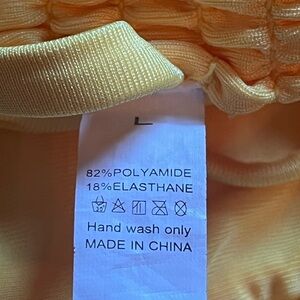 L
82%POLYAMIDE
18%ELASTHANE
Hand wash only
MADE IN CHINA